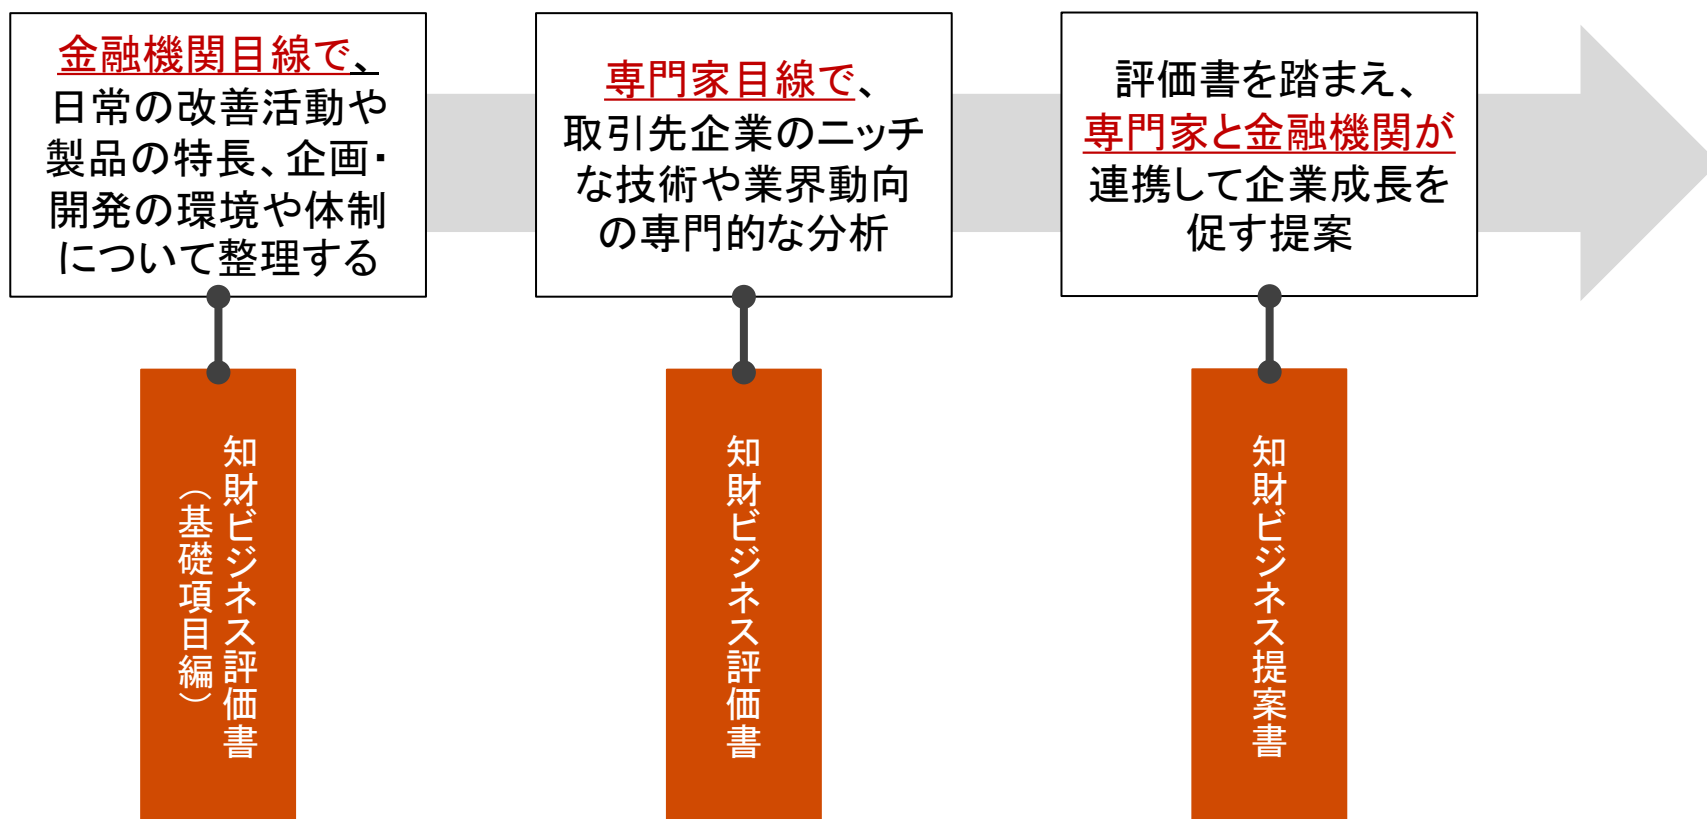 金融機関目線で、
日常の改善活動や
製品の特長、企画・
開発の環境や体制
について整理する
専門家目線で、
取引先企業のニッチ
な技術や業界動向
の専門的な分析
評価書を踏まえ、
専門家と金融機関が
連携して企業成長を
促す提案
知財ビジネス評価書
（基礎項目編）
知財ビジネス評価書
知財ビジネス提案書